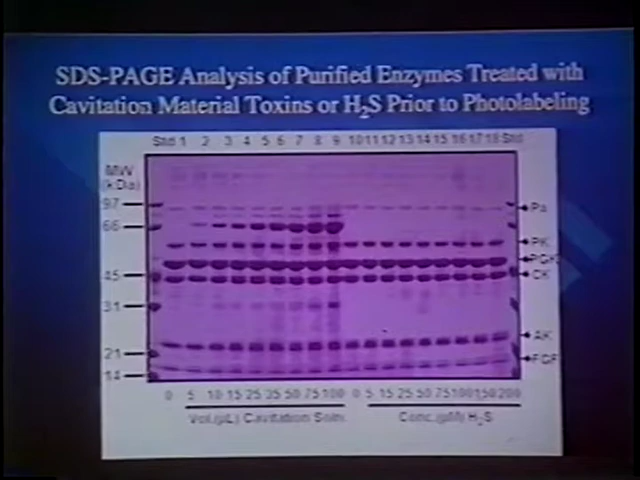 SDS-PAGE Analysis of Purified Enzymes Treated with
Cavitation Material Toxins or H2S Prior to Photolabeling
Std 1 2 3 4 5 6 7 8 9 10 11 12 13 14 15 16 17 18 Std
MW
(kDa)
97
66
45
31
21
14
PK
PGK
CK
AK
0 5 10 15 25 35 50 75 100 0 5 15 25 50 75 100 150 200
Vol.(µL) Cavitation Soln.
Conc.(µM) H2S